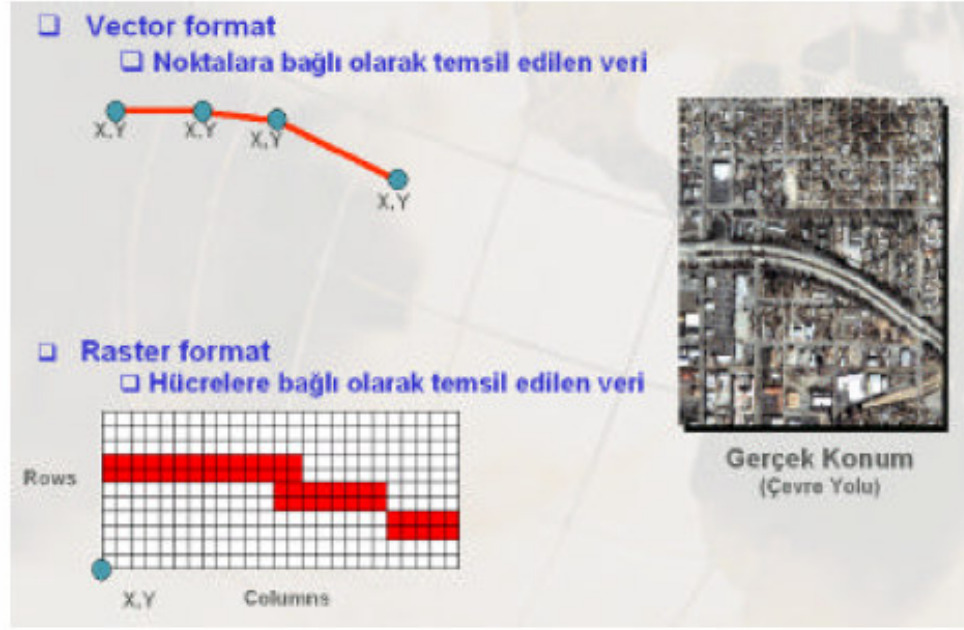 ❑ Vector format
❑ Noktalara bağlı olarak temsil edilen veri
X,Y
X,Y
X,Y
X,Y
❑ Raster format
❑ Hücrelere bağlı olarak temsil edilen veri
Rows
X,Y
Columns
Gerçek Konum
(Çevre Yolu)